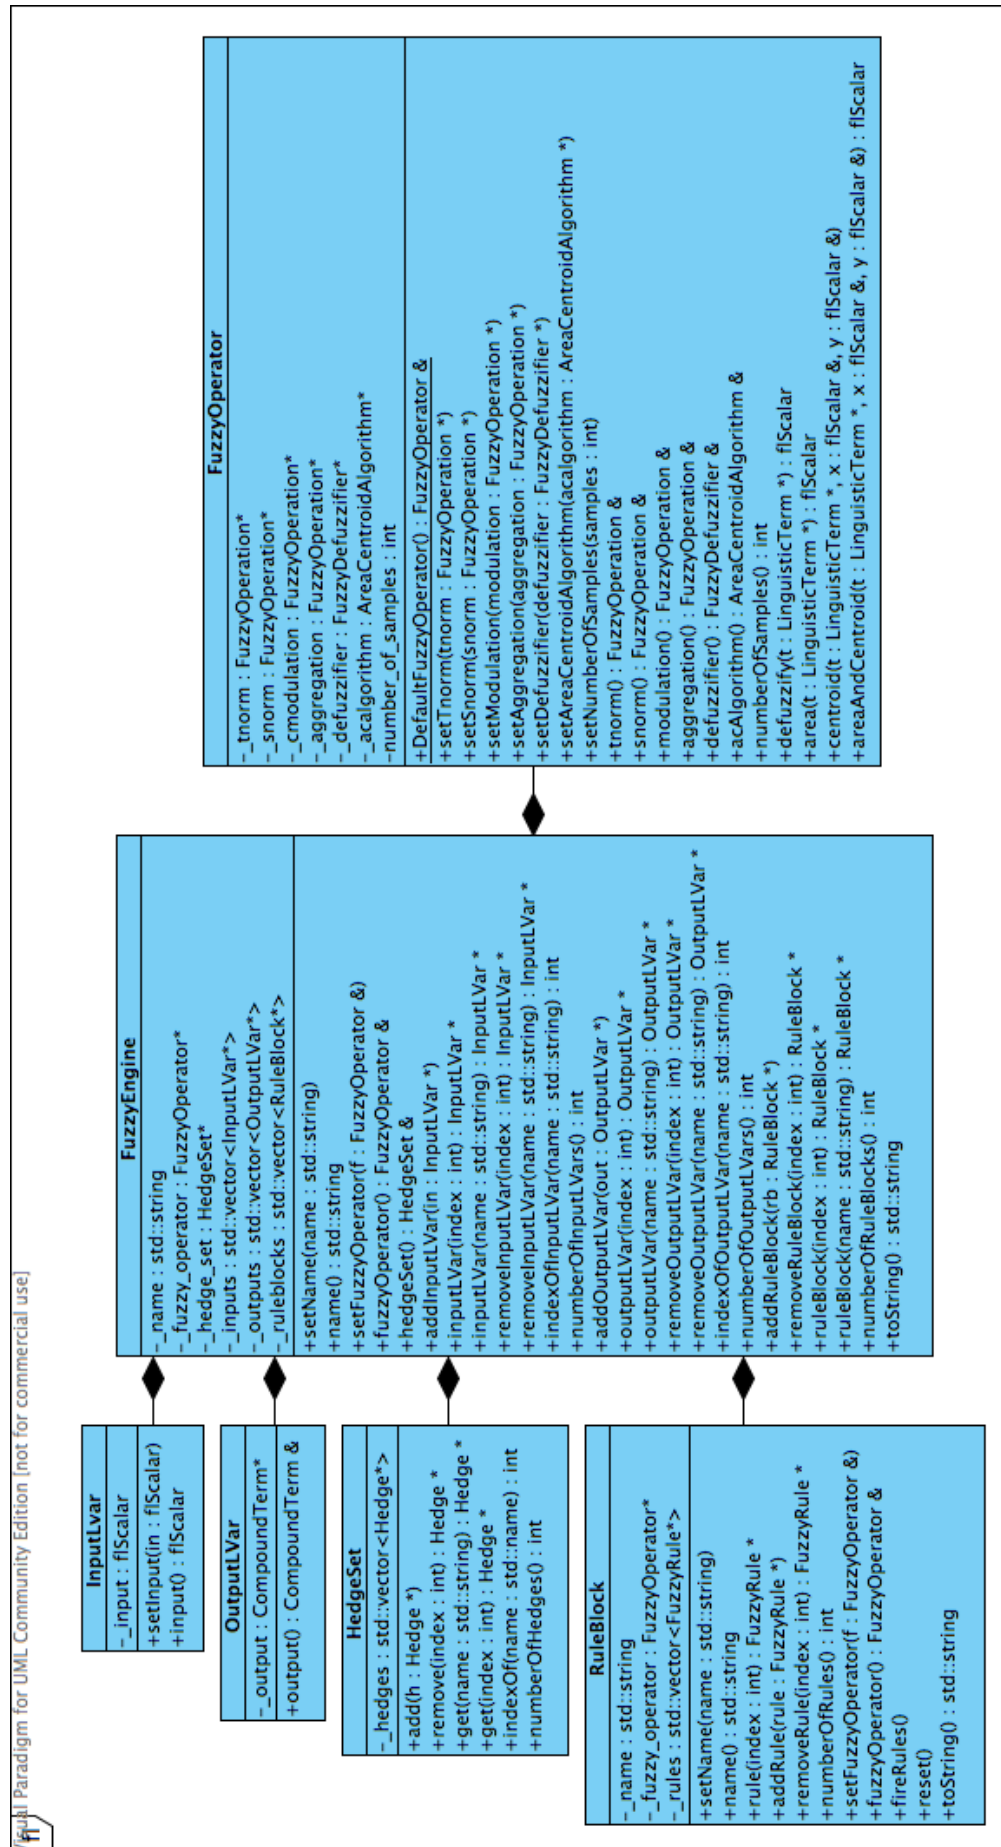 Visual Paradigm for UML Community Edition [not for commercial use]
fl
InputLvar
-_input : flScalar
+setInput(in : flScalar)
+input() : flScalar
OutputLVar
-_output : CompoundTerm*
+output() : CompoundTerm &
HedgeSet
-_hedges : std::vector<Hedge*>
+add(h : Hedge *)
+remove(index : int) : Hedge *
+get(name : std::string) : Hedge *
+get(index : int) : Hedge *
+indexOf(name : std::name) : int
+numberOfHedges() : int
RuleBlock
-_name : std::string
-_fuzzy_operator : FuzzyOperator*
-_rules : std::vector<FuzzyRule*>
+setName(name : std::string)
+name() : std::string
+rule(index : int) : FuzzyRule *
+addRule(rule : FuzzyRule *)
+removeRule(index : int) : FuzzyRule *
+numberOfRules() : int
+setFuzzyOperator(f : FuzzyOperator &)
+fuzzyOperator() : FuzzyOperator &
+fireRules()
+reset()
+toString() : std::string
FuzzyEngine
-_name : std::string
-_fuzzy_operator : FuzzyOperator*
-_hedge_set : HedgeSet*
-_inputs : std::vector<InputLVar*>
-_outputs : std::vector<OutputLVar*>
-_ruleblocks : std::vector<RuleBlock*>
+setName(name : std::string)
+name() : std::string
+setFuzzyOperator(f : FuzzyOperator &)
+fuzzyOperator() : FuzzyOperator &
+hedgeSet() : HedgeSet &
+addInputLVar(in : InputLVar *)
+inputLVar(index : int) : InputLVar *
+inputLVar(name : std::string) : InputLVar *
+removeInputLVar(index : int) : InputLVar *
+removeInputLVar(name : std::string) : InputLVar *
+indexOfInputLVar(name : std::string) : int
+numberOfInputLVars() : int
+addOutputLVar(out : OutputLVar *)
+outputLVar(index : int) : OutputLVar *
+outputLVar(name : std::string) : OutputLVar *
+removeOutputLVar(index : int) : OutputLVar *
+removeOutputLVar(name : std::string) : OutputLVar *
+indexOfOutputLVar(name : std::string) : int
+numberOfOutputLVars() : int
+addRuleBlock(rb : RuleBlock *)
+removeRuleBlock(index : int) : RuleBlock *
+ruleBlock(index : int) : RuleBlock *
+ruleBlock(name : std::string) : RuleBlock *
+numberOfRuleBlocks() : int
+toString() : std::string
FuzzyOperator
-_tnorm : FuzzyOperation*
-_snorm : FuzzyOperation*
-_cmodulation : FuzzyOperation*
-_aggregation : FuzzyOperation*
-_defuzzifier : FuzzyDefuzzifier*
-_acalgorithm : AreaCentroidAlgorithm*
-number_of_samples : int
+DefaultFuzzyOperator() : FuzzyOperator &
+setTnorm(tnorm : FuzzyOperation *)
+setSnorm(snorm : FuzzyOperation *)
+setModulation(modulation : FuzzyOperation *)
+setAggregation(aggregation : FuzzyOperation *)
+setDefuzzifier(defuzzifier : FuzzyDefuzzifier *)
+setAreaCentroidAlgorithm(acalgorithm : AreaCentroidAlgorithm *)
+setNumberOfSamples(samples : int)
+tnorm() : FuzzyOperation &
+snorm() : FuzzyOperation &
+modulation() : FuzzyOperation &
+aggregation() : FuzzyOperation &
+defuzzifier() : FuzzyDefuzzifier &
+acAlgorithm() : AreaCentroidAlgorithm &
+numberOfSamples() : int
+defuzzify(t : LinguisticTerm *) : flScalar
+area(t : LinguisticTerm *) : flScalar
+centroid(t : LinguisticTerm *, x : flScalar &, y : flScalar &)
+areaAndCentroid(t : LinguisticTerm *, x : flScalar &, y : flScalar &) : flScalar